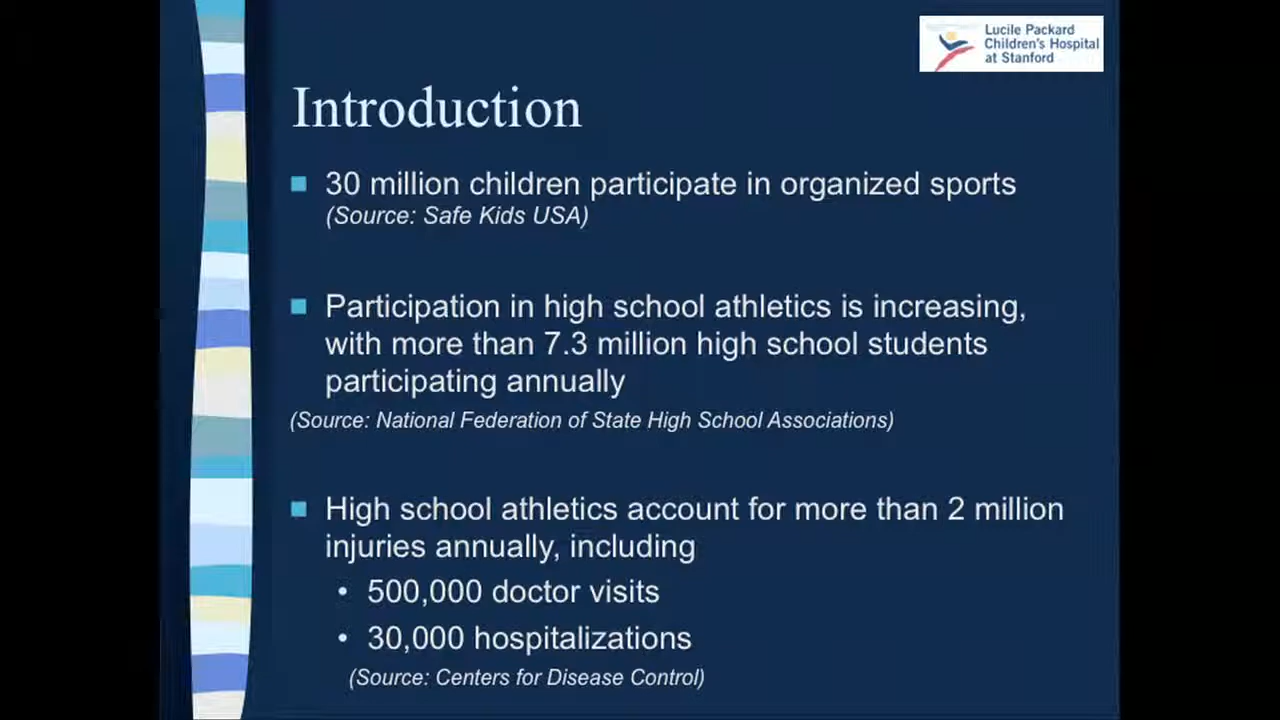 Lucile Packard
Children's Hospital
at Stanford
Introduction
30 million children participate in organized sports
(Source: Safe Kids USA)
Participation in high school athletics is increasing,
with more than 7.3 million high school students
participating annually
(Source: National Federation of State High School Associations)
High school athletics account for more than 2 million
injuries annually, including
• 500,000 doctor visits
• 30,000 hospitalizations
(Source: Centers for Disease Control)